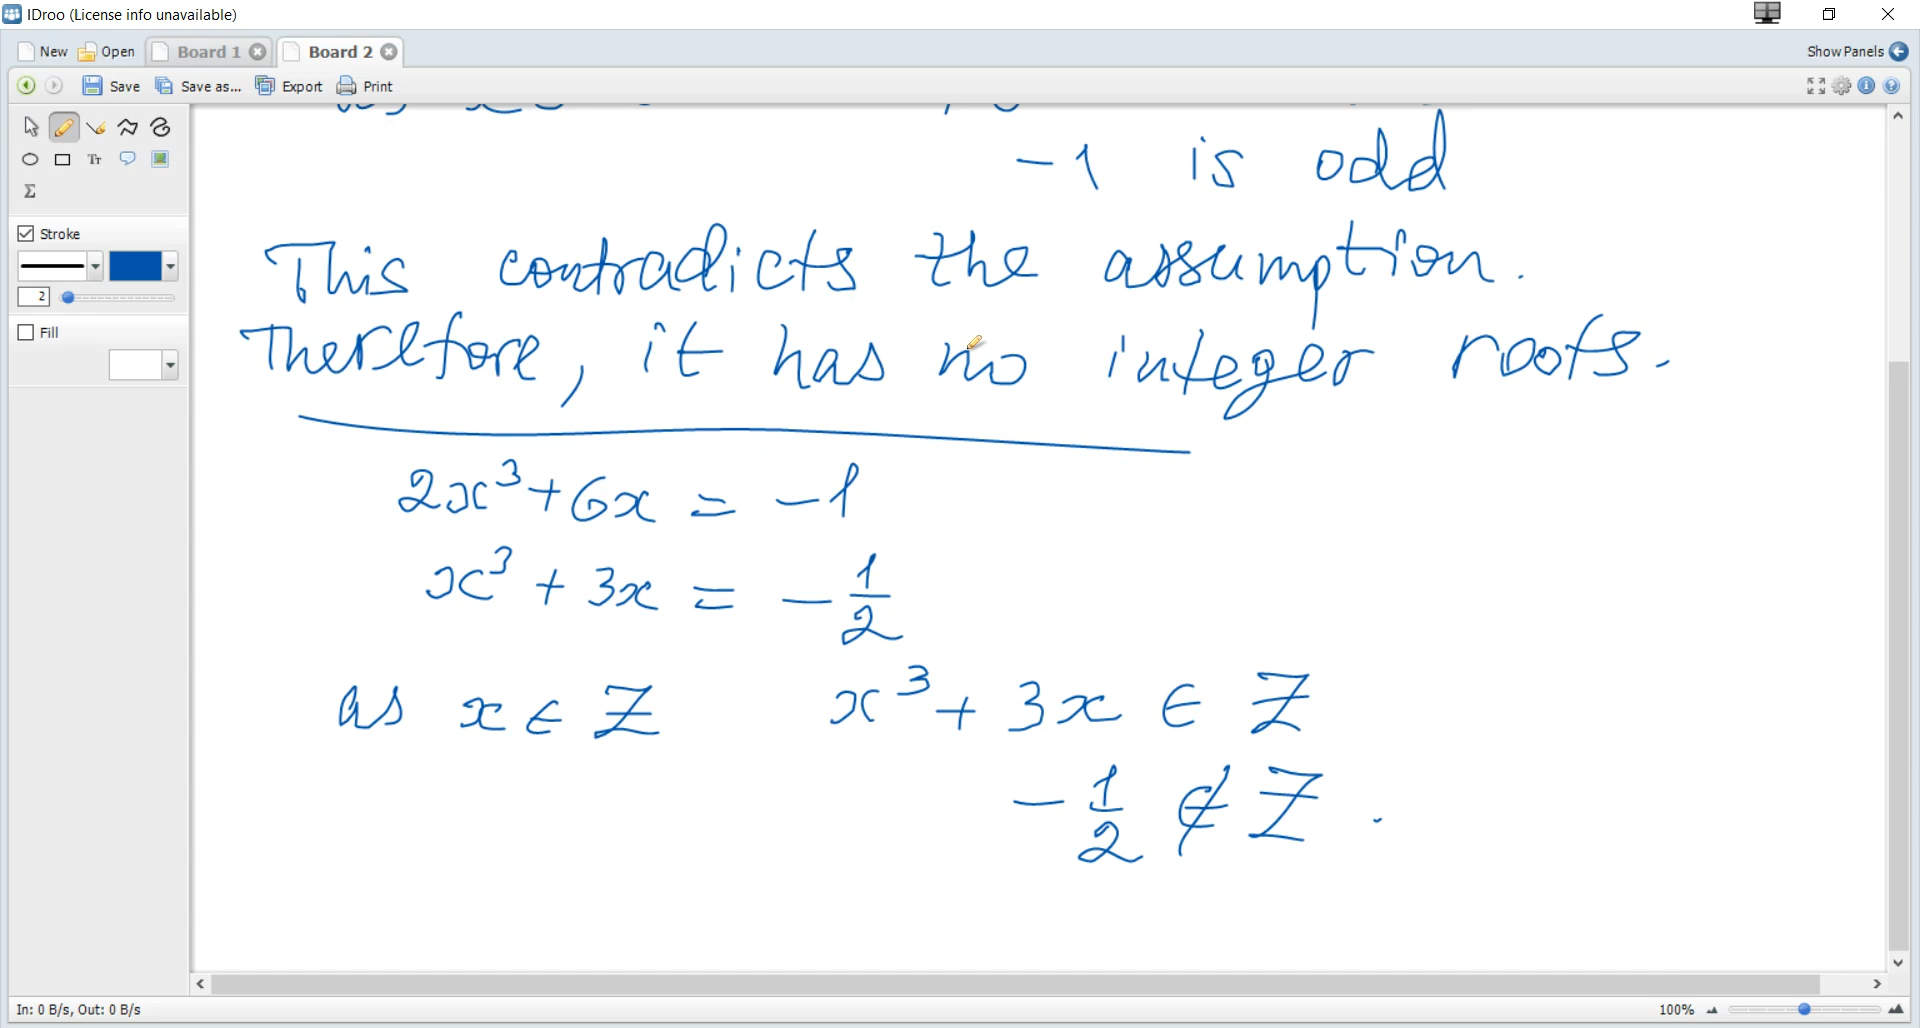 IDroo (License info unavailable)
New Open Board 1 Board 2 Show Panels
Save Save as... Export Print
-1 is odd
Stroke
This contradicts the assumption.
2
Therefore, it has no integer roots.
Fill
2x³+6x = -1
x³ + 3x = -1/2
as x ∈ ℤ x³ + 3x ∈ ℤ
-1/2 ∉ ℤ.
In: 0 B/s, Out: 0 B/s 100%